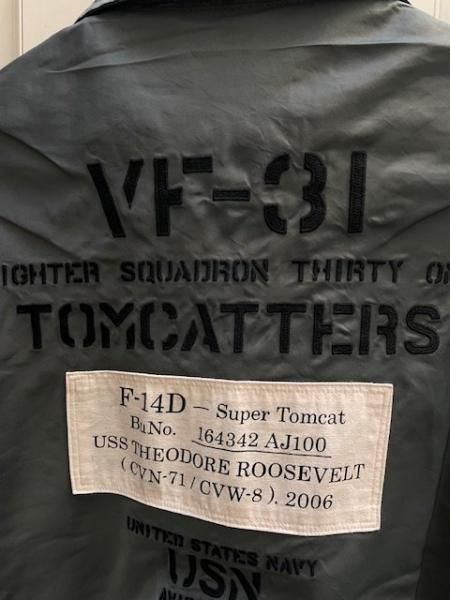 VF-31
IGHTER SQUADRON THIRTY ON
TOMCATTERS
F-14D – Super Tomcat
BuNo. 164342 AJ100
USS THEODORE ROOSEVELT
(CVN-71/CVW-8). 2006
UNITED STATES NAVY
USN